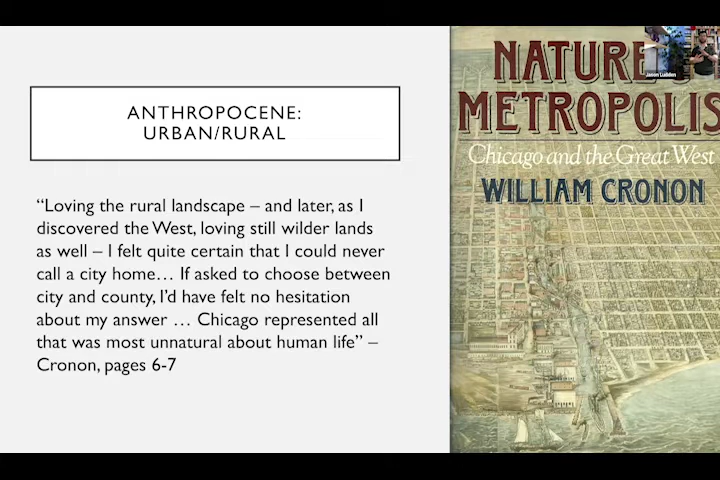 ANTHROPOCENE:
URBAN/RURAL
“Loving the rural landscape – and later, as I
discovered the West, loving still wilder lands
as well – I felt quite certain that I could never
call a city home… If asked to choose between
city and county, I’d have felt no hesitation
about my answer … Chicago represented all
that was most unnatural about human life” –
Cronon, pages 6-7
NATURE
METROPOLIS
Chicago and the Great West
WILLIAM CRONON
Jason Ludden